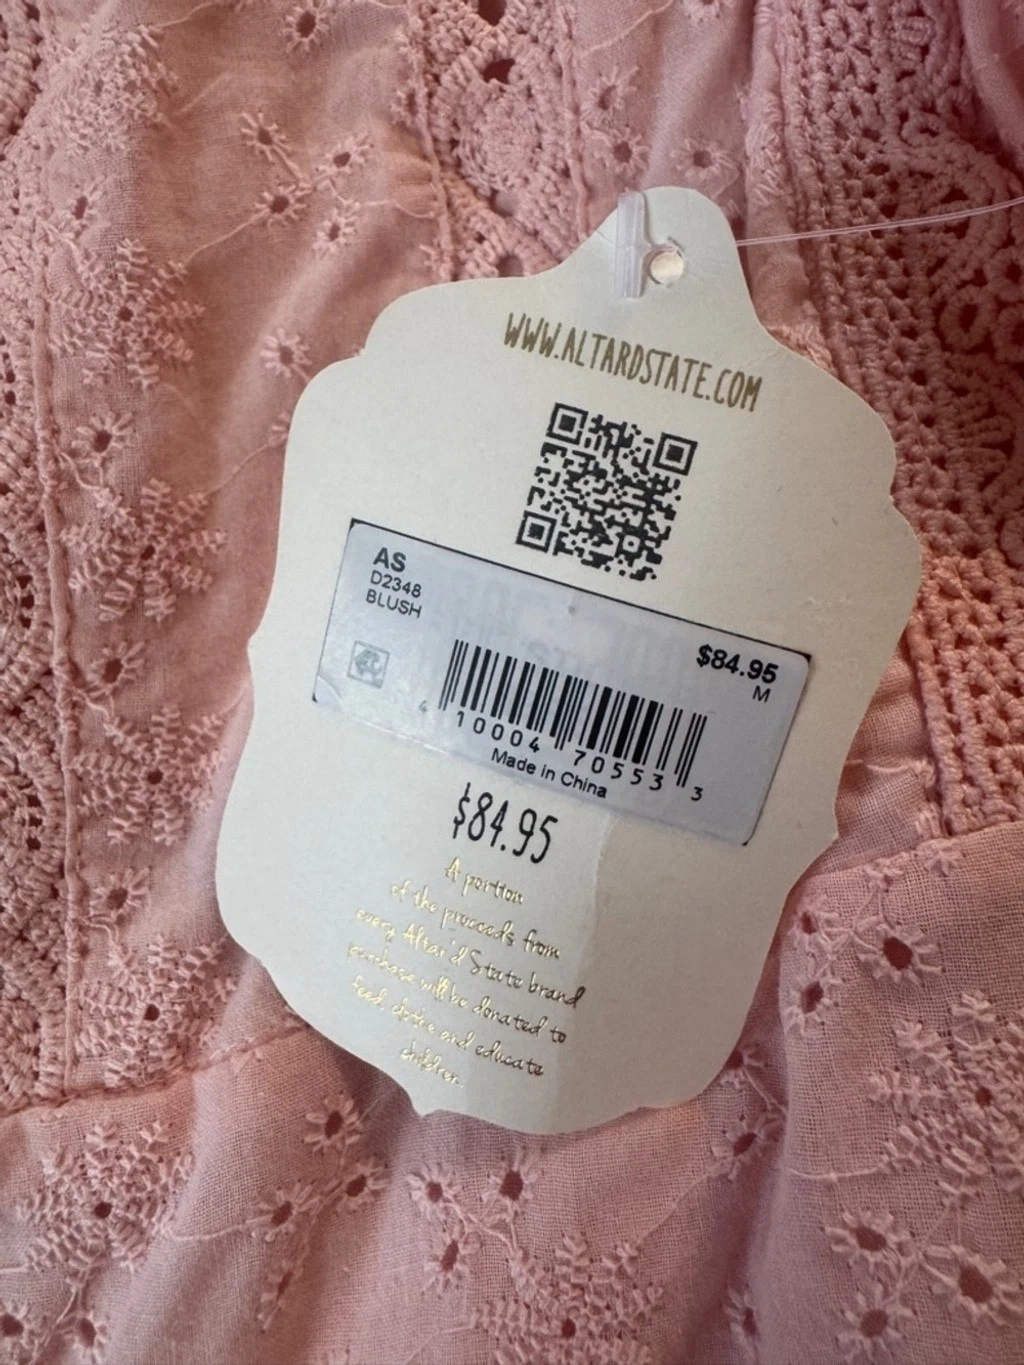 WWW.ALTARDSTATE.COM
AS
D2348
BLUSH
$84.95
M
4 10004 70553 3
Made in China
$84.95
A portion
of the proceeds from
every Altar'd State brand
purchase will be donated to
feed, clothe and educate
children.